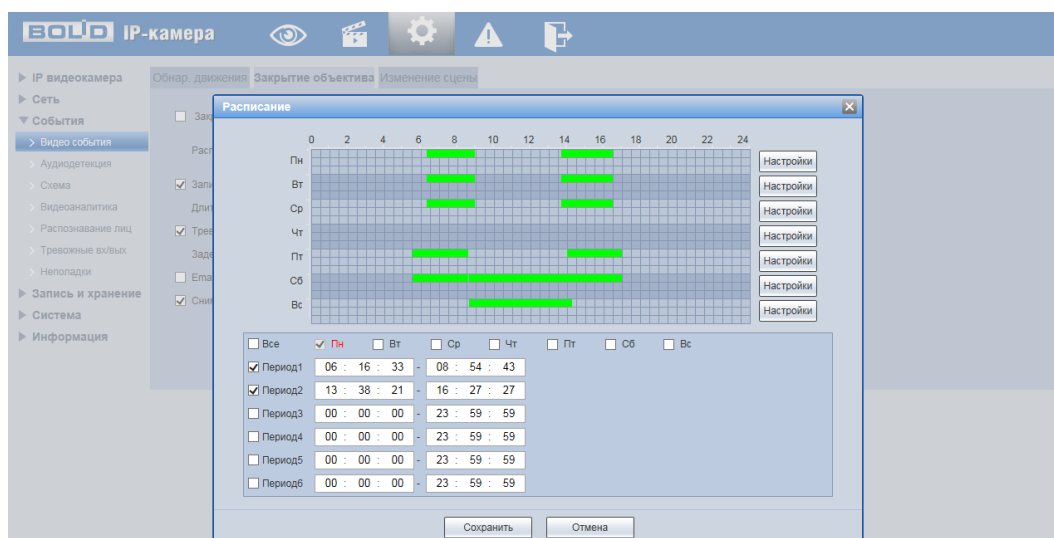 BOLID IP-камера
IP видеокамера
Обнар. движения Закрытие объектива Изменение сцены
Сеть
События
Видео события
Аудиодетекция
Схема
Видеоаналитика
Распознавание лиц
Тревожные вх/вых
Неполадки
Запись и хранение
Система
Информация
Расписание
0 2 4 6 8 10 12 14 16 18 20 22 24
Пн Настройки
Вт Настройки
Ср Настройки
Чт Настройки
Пт Настройки
Сб Настройки
Вс Настройки
Все Пн Вт Ср Чт Пт Сб Вс
Период1 06 : 16 : 33 - 08 : 54 : 43
Период2 13 : 38 : 21 - 16 : 27 : 27
Период3 00 : 00 : 00 - 23 : 59 : 59
Период4 00 : 00 : 00 - 23 : 59 : 59
Период5 00 : 00 : 00 - 23 : 59 : 59
Период6 00 : 00 : 00 - 23 : 59 : 59
Сохранить Отмена